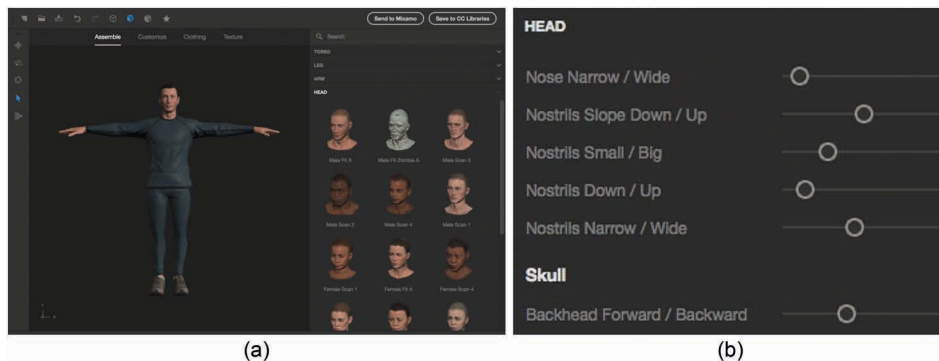 Send to Mixamo
Save to CC Libraries
Assemble
Customize
Clothing
Texture
Search
TORSO
LEG
ARM
HEAD
Male Fit A
Male Fit Zombie A
Male Scan 5
Male Scan 3
Male Scan 4
Male Scan 1
Female Scan 1
Female Fit A
Female Scan 4
(a)
HEAD
Nose Narrow / Wide
Nostrils Slope Down / Up
Nostrils Small / Big
Nostrils Down / Up
Nostrils Narrow / Wide
Skull
Backhead Forward / Backward
(b)